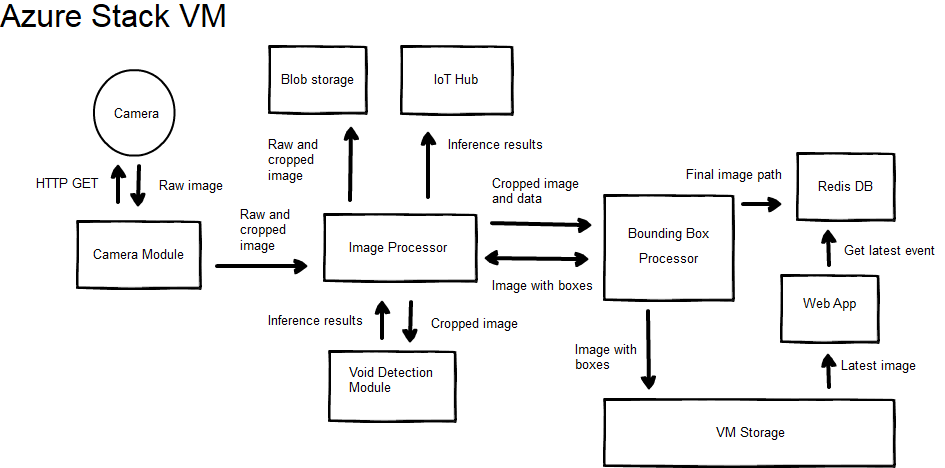 Azure Stack VM
Blob storage
IoT Hub
Camera
Raw and
cropped
image
Inference results
HTTP GET
Raw image
Cropped image
and data
Final image path
Redis DB
Raw and
cropped
image
Camera Module
Image Processor
Bounding Box
Processor
Get latest event
Image with boxes
Web App
Inference results
Cropped image
Image with
boxes
Latest image
Void Detection
Module
VM Storage